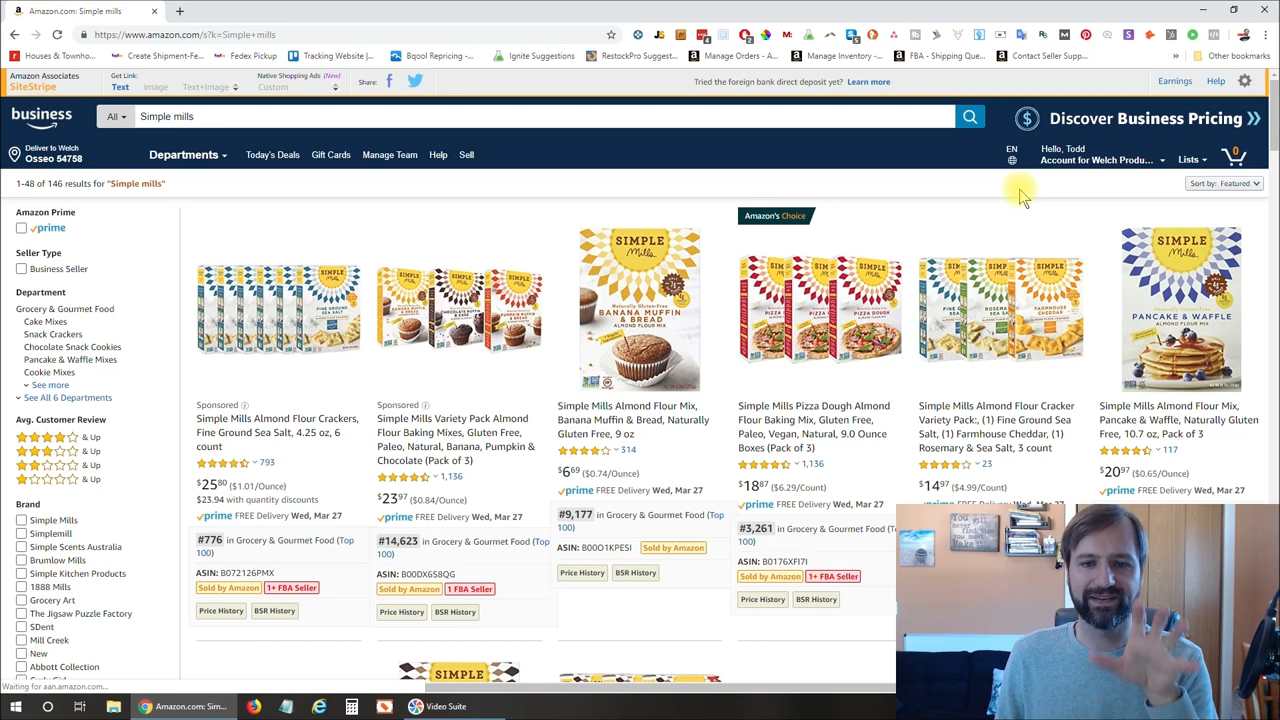 Amazon.com: Simple mills
https://www.amazon.com/s?k=Simple+mills
Houses & Townho...
Create Shipment-Fe...
Fedex Pickup
Tracking Website |...
Bqool Repricing -...
Ignite Suggestions
RestockPro Suggest...
Manage Orders - A...
Manage Inventory -...
FBA - Shipping Que...
Contact Seller Supp...
Other bookmarks
Amazon Associates
SiteStripe
Get Link:
Text
Image
Text+Image
Native Shopping Ads (New)
Custom
Share:
Tried the foreign bank direct deposit yet? Learn more
Earnings
Help
business
All
Simple mills
Discover Business Pricing
Deliver to Welch
Osseo 54758
Departments
Today's Deals
Gift Cards
Manage Team
Help
Sell
EN
Hello, Todd
Account for Welch Produ...
Lists
0
1-48 of 146 results for "Simple mills"
Sort by: Featured
Amazon Prime
prime
Seller Type
Business Seller
Department
Grocery & Gourmet Food
Cake Mixes
Snack Crackers
Chocolate Snack Cookies
Pancake & Waffle Mixes
Cookie Mixes
See more
See All 6 Departments
Avg. Customer Review
& Up
& Up
& Up
& Up
Brand
Simple Mills
Simplemill
Simple Scents Australia
Brumlow Mills
Simple Kitchen Products
1888 Mills
Grocery Art
The Jigsaw Puzzle Factory
SDent
Mill Creek
New
Abbott Collection
Sponsored
Simple Mills Almond Flour Crackers,
Fine Ground Sea Salt, 4.25 oz, 6
count
793
$25 80 ($1.01/Ounce)
$23.94 with quantity discounts
prime FREE Delivery Wed, Mar 27
#776 in Grocery & Gourmet Food (Top
100)
ASIN: B072126PMX
Sold by Amazon 1+ FBA Seller
Price History BSR History
Sponsored
Simple Mills Variety Pack Almond
Flour Baking Mixes, Gluten Free,
Paleo, Natural, Banana, Pumpkin &
Chocolate (Pack of 3)
1,136
$23 97 ($0.84/Ounce)
prime FREE Delivery Wed, Mar 27
#14,623 in Grocery & Gourmet Food (Top
100)
ASIN: B00DX658QG
Sold by Amazon 1 FBA Seller
Price History BSR History
SIMPLE
Mills
Naturally Gluten-Free
BANANA MUFFIN
& BREAD
ALMOND FLOUR MIX
Simple Mills Almond Flour Mix,
Banana Muffin & Bread, Naturally
Gluten Free, 9 oz
314
$6 69 ($0.74/Ounce)
prime FREE Delivery Wed, Mar 27
#9,177 in Grocery & Gourmet Food (Top
100)
ASIN: B00O1KPESI Sold by Amazon
Price History BSR History
Amazon's Choice
SIMPLE
Mills
PIZZA DOUGH
Simple Mills Pizza Dough Almond
Flour Baking Mix, Gluten Free,
Paleo, Vegan, Natural, 9.0 Ounce
Boxes (Pack of 3)
1,136
$18 87 ($6.29/Count)
prime FREE Delivery Wed, Mar 27
#3,261 in Grocery & Gourmet Food (
100)
ASIN: B0176XFI7I
Sold by Amazon 1+ FBA Seller
Price History BSR History
SIMPLE
Mills
FARMHOUSE
CHEDDAR
Simple Mills Almond Flour Cracker
Variety Pack:, (1) Fine Ground Sea
Salt, (1) Farmhouse Cheddar, (1)
Rosemary & Sea Salt, 3 count
23
$14 97 ($4.99/Count)
prime FREE Delivery Wed, Mar 27
SIMPLE
Mills
Naturally Gluten-Free
PANCAKE & WAFFLE
ALMOND FLOUR MIX
Simple Mills Almond Flour Mix,
Pancake & Waffle, Naturally Gluten
Free, 10.7 oz, Pack of 3
117
$20 97 ($0.65/Ounce)
prime FREE Delivery Wed, Mar 27
SIMPLE
Waiting for aan.amazon.com...
Amazon.com: Sim...
Video Suite